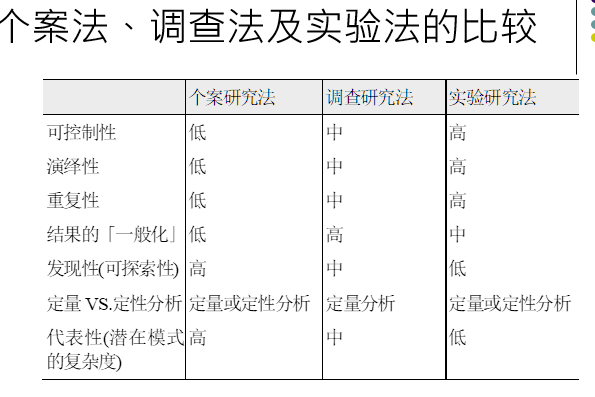 个案法、调查法及实验法的比较
个案研究法 调查研究法 实验研究法
可控制性 低 中 高
演绎性 低 中 高
重复性 低 中 高
结果的「一般化」 低 高 中
发现性(可探索性) 高 中 低
定量 VS.定性分析 定量或定性分析 定量分析 定量或定性分析
代表性(潜在模式 高 中 低
的复杂度)